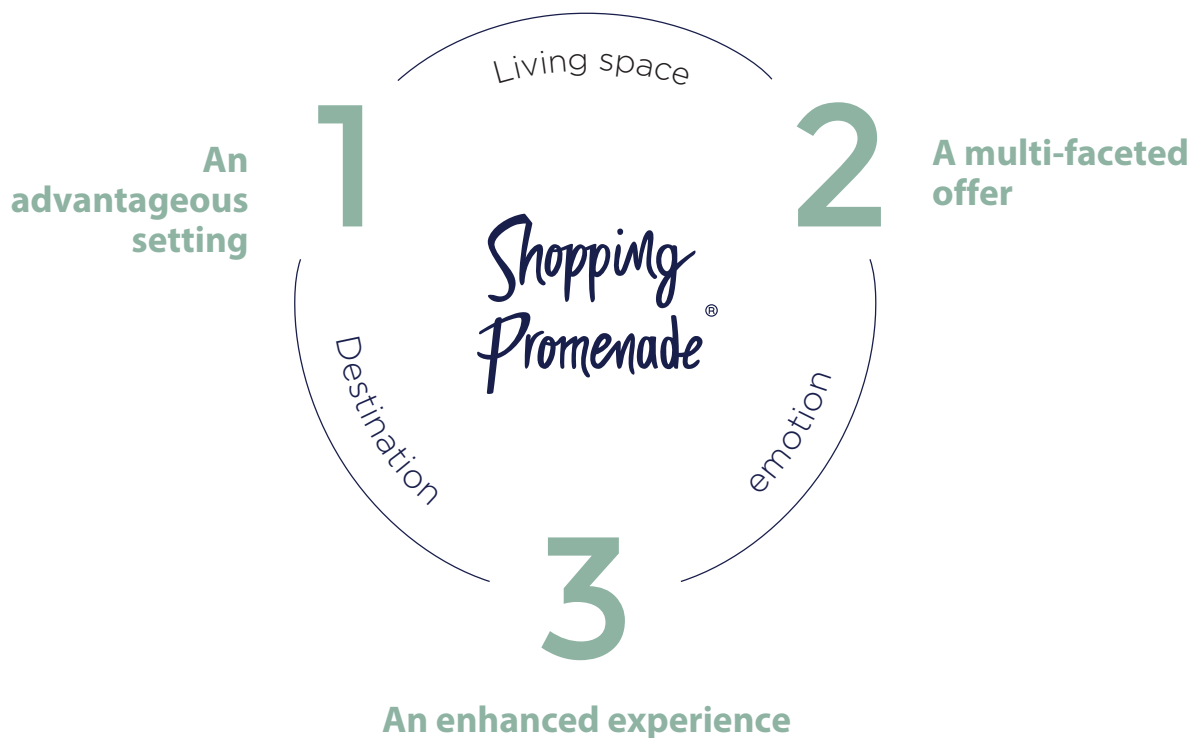 Living space
1
An
advantageous
setting
2
A multi-faceted
offer
Shopping
Promenade®
Destination
emotion
3
An enhanced experience